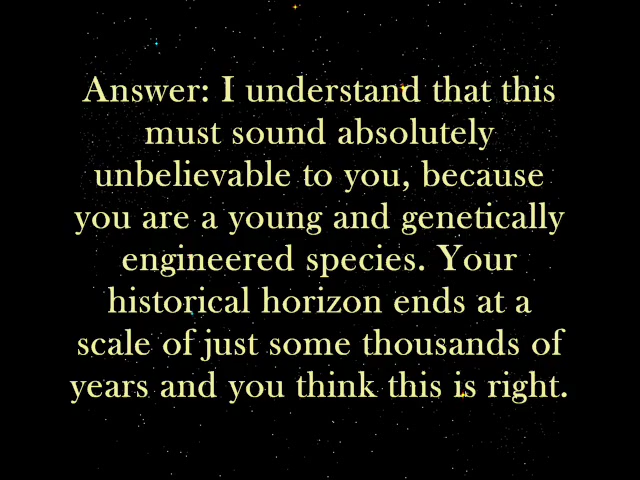 Answer: I understand that this
must sound absolutely
unbelievable to you, because
you are a young and genetically
engineered species. Your
historical horizon ends at a
scale of just some thousands of
years and you think this is right.